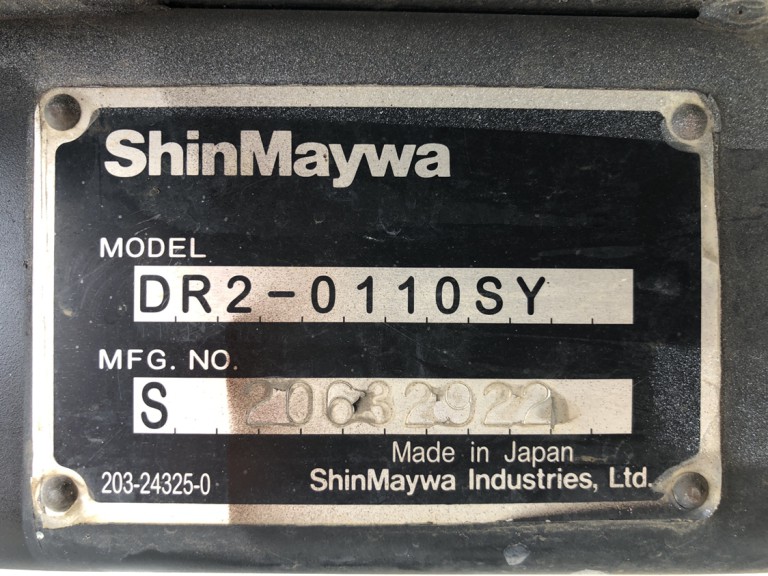 ShinMaywa
MODEL
DR2-0110SY
MFG. NO.
S 20632922
Made in Japan
203-24325-0 ShinMaywa Industries, Ltd.